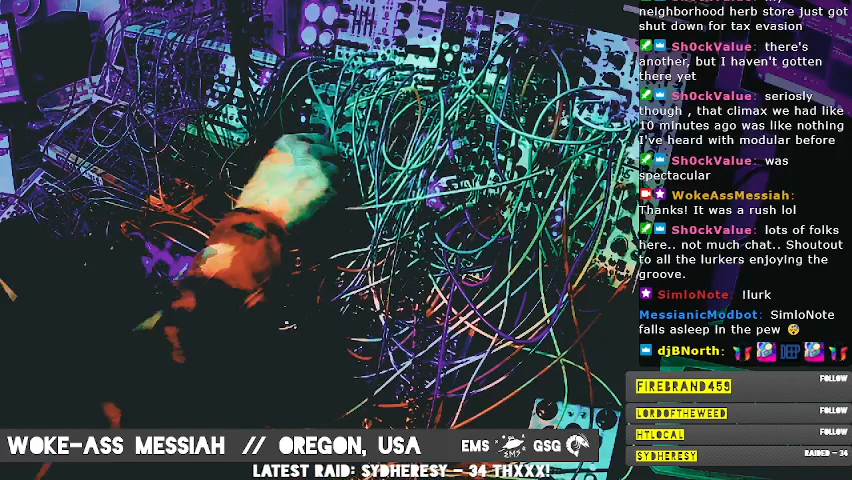 neighborhood herb store just got
shut down for tax evasion
Sh0ckValue: there's
another, but I haven't gotten
there yet
Sh0ckValue: seriosly
though , that climax we had like
10 minutes ago was like nothing
I've heard with modular before
Sh0ckValue: was
spectacular
WokeAssMessiah:
Thanks! It was a rush lol
Sh0ckValue: lots of folks
here.. not much chat.. Shoutout
to all the lurkers enjoying the
groove.
SimloNote: !lurk
MessianicModbot: SimloNote
falls asleep in the pew
djBNorth: DEEP
FIREBRAND459 FOLLOW
LORDOFTHEWEED FOLLOW
HTLOCAL FOLLOW
SYDHERESY RAIDED - 34
WOKE-ASS MESSIAH // OREGON, USA EMS EMS GSG
LATEST RAID: SYDHERESY - 34 THXXX!